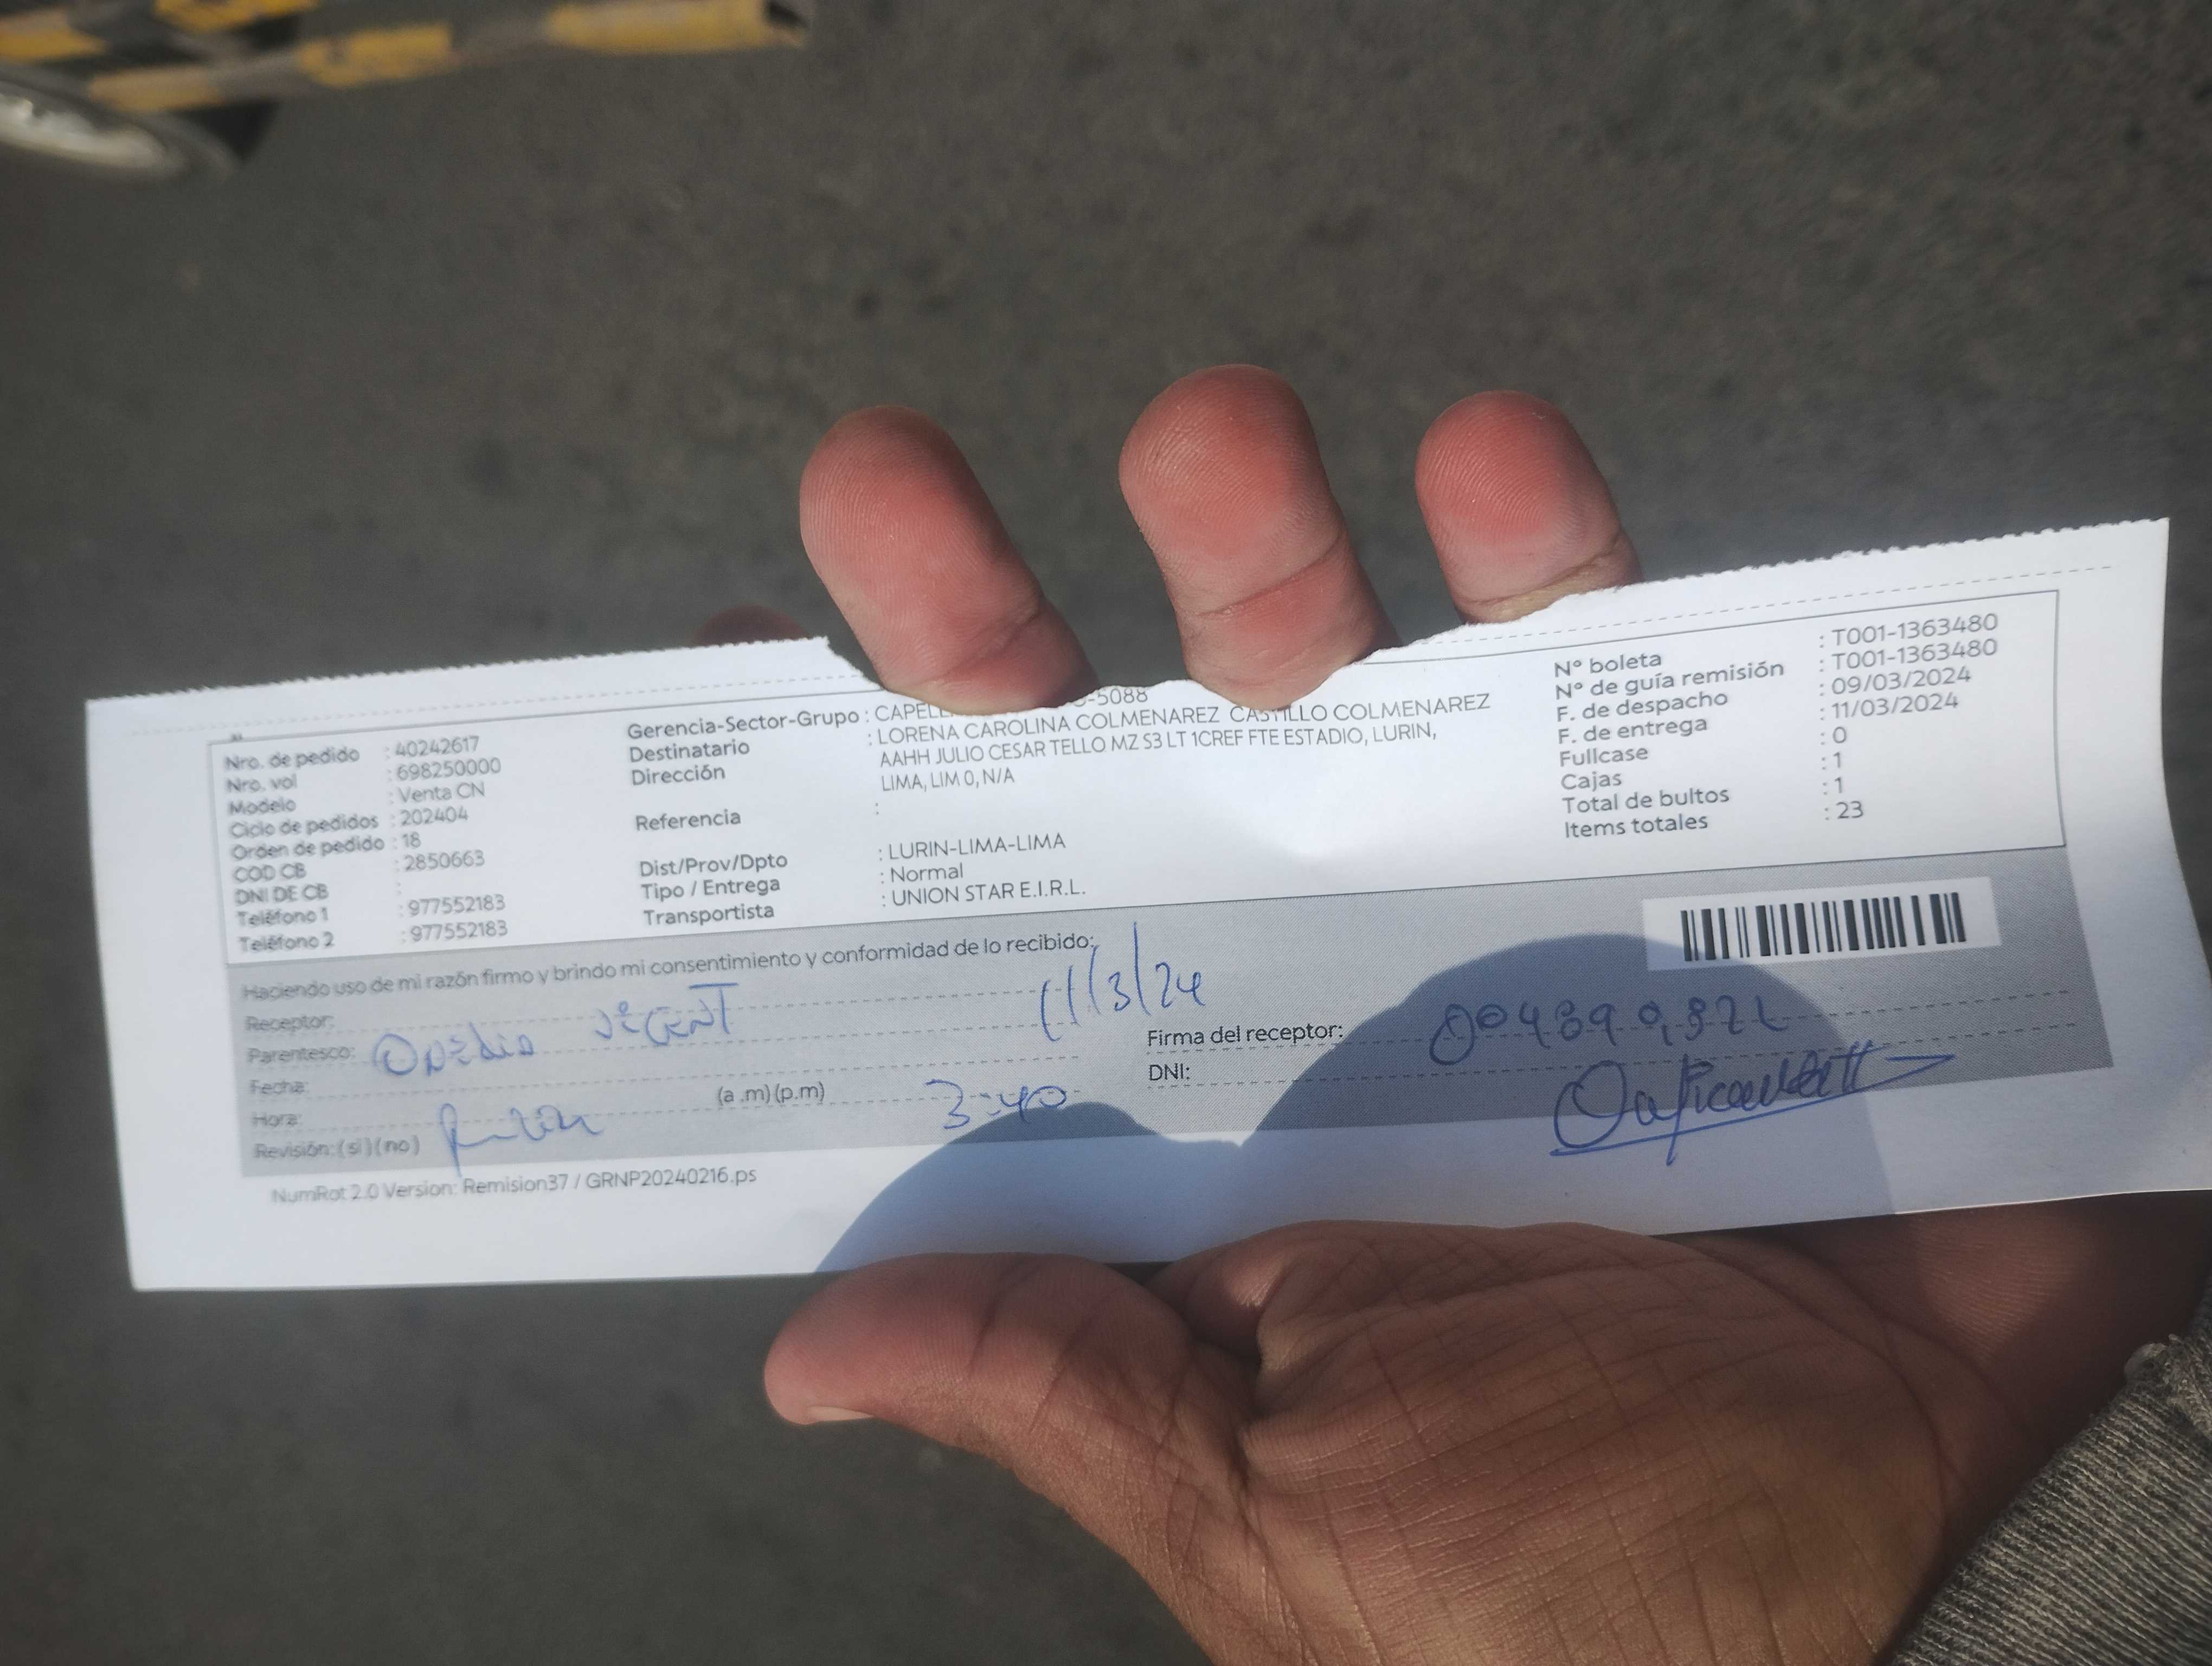 Nro. de pedido : 40242617
Nro. vol : 698250000
Modelo : Venta CN
Ciclo de pedidos : 202404
Orden de pedido : 18
COD CB : 2850663
DNI DE CB :
Teléfono 1 : 977552183
Teléfono 2 : 977552183
Gerencia-Sector-Grupo : -5088
Destinatario : LORENA CAROLINA COLMENAREZ CASTILLO COLMENAREZ
Dirección AAHH JULIO CESAR TELLO MZ S3 LT 1CREF FTE ESTADIO, LURIN,
LIMA, LIM 0, N/A
Referencia :
Dist/Prov/Dpto : LURIN-LIMA-LIMA
Tipo / Entrega : Normal
Transportista : UNION STAR E.I.R.L.
N° boleta : T001-1363480
N° de guía remisión : T001-1363480
F. de despacho : 09/03/2024
F. de entrega : 11/03/2024
Fullcase : 0
Cajas : 1
Total de bultos : 1
Items totales : 23
Haciendo uso de mi razón firmo y brindo mi consentimiento y conformidad de lo recibido:
Receptor:
Parentesco:
Fecha: 11/3/24
Hora: (a .m) (p.m) 3:40
Revisión: (si) (no)
Firma del receptor:
DNI:
NumRot 2.0 Version: Remision37 / GRNP20240216.ps